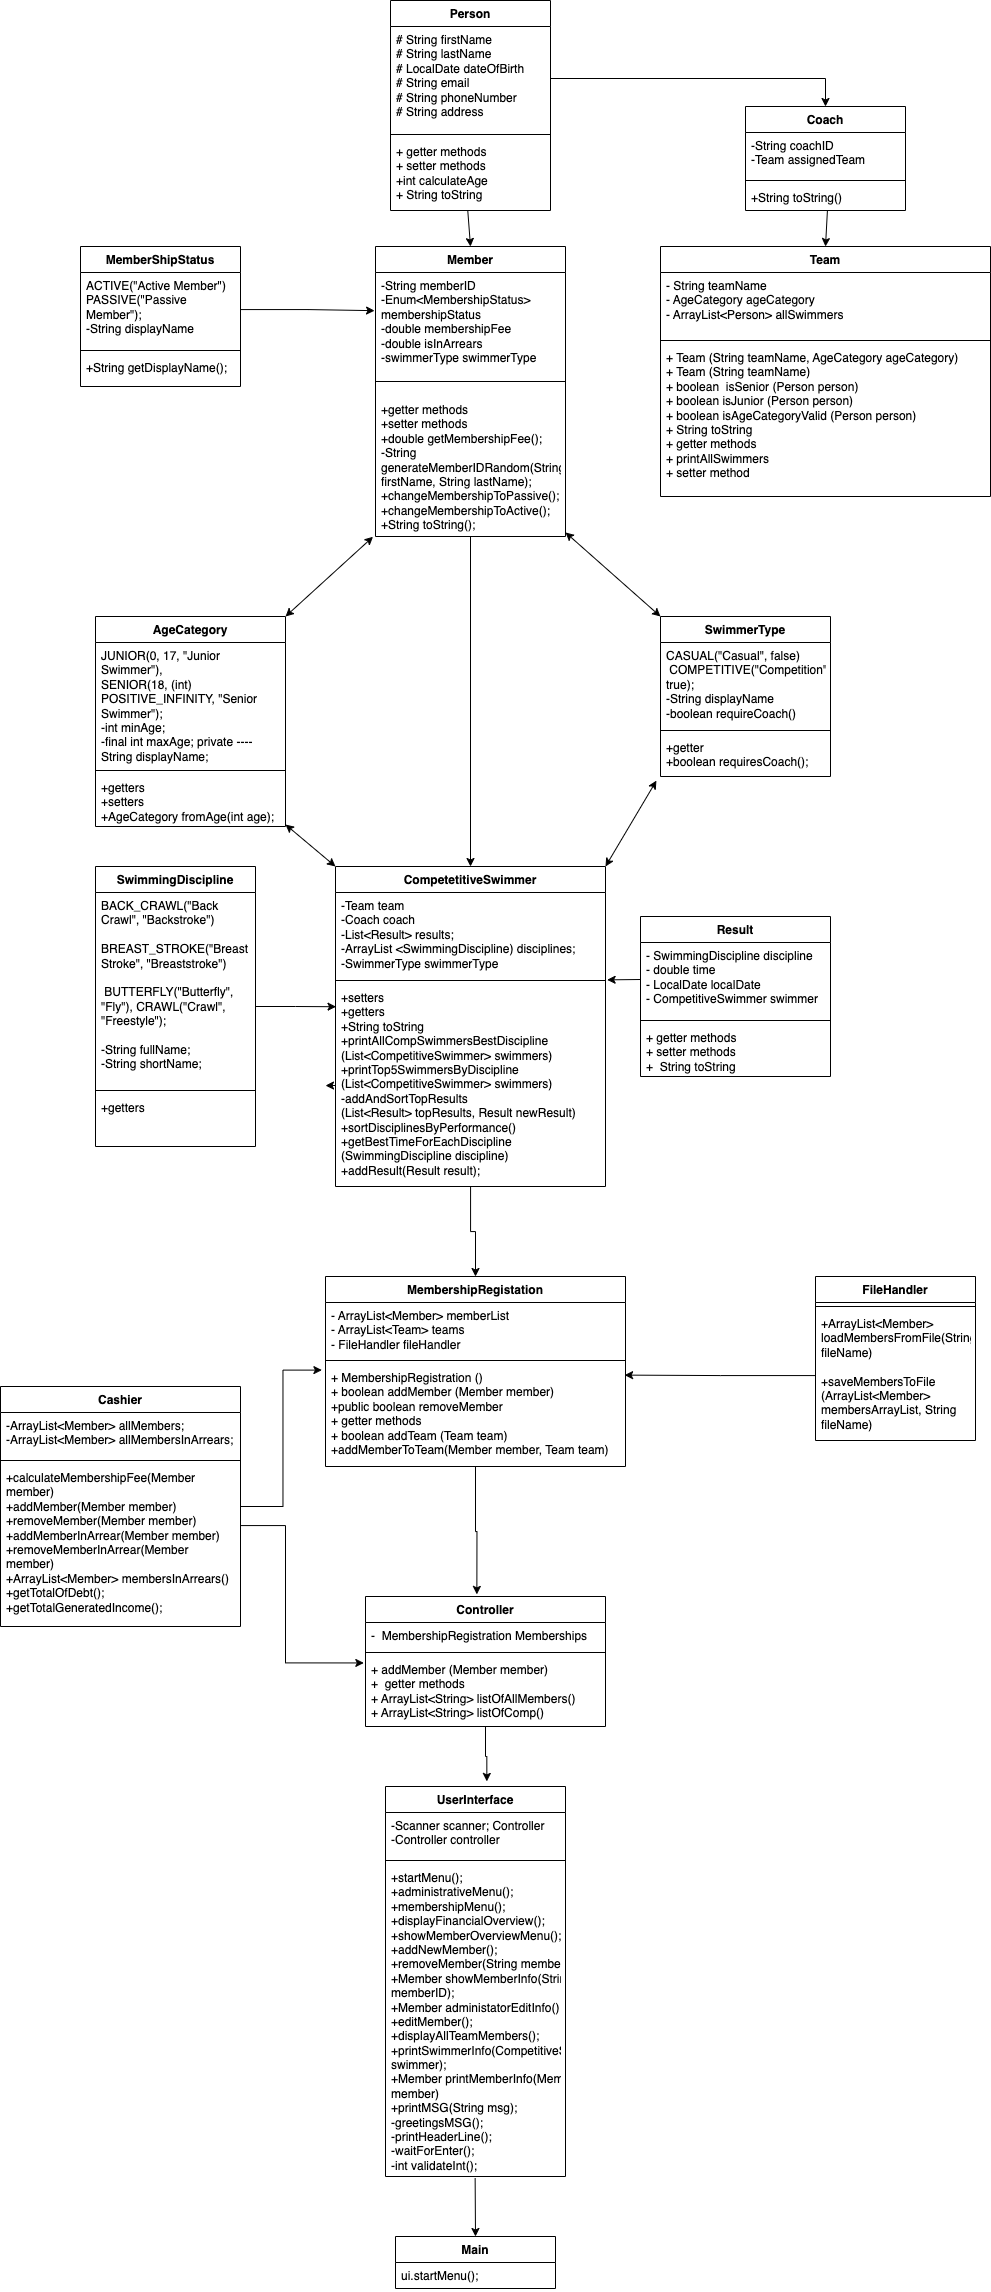 Person
# String firstName
# String lastName
# LocalDate dateOfBirth
# String email
# String phoneNumber
# String address
+ getter methods
+ setter methods
+int calculateAge
+ String toString
Coach
-String coachID
-Team assignedTeam
+String toString()
MemberShipStatus
ACTIVE("Active Member")
PASSIVE("Passive
Member");
-String displayName
+String getDisplayName();
Member
-String memberID
-Enum<MembershipStatus>
membershipStatus
-double membershipFee
-double isInArrears
-swimmerType swimmerType
+getter methods
+setter methods
+double getMembershipFee();
-String
generateMemberIDRandom(String
firstName, String lastName);
+changeMembershipToPassive();
+changeMembershipToActive();
+String toString();
Team
- String teamName
- AgeCategory ageCategory
- ArrayList<Person> allSwimmers
+ Team (String teamName, AgeCategory ageCategory)
+ Team (String teamName)
+ boolean  isSenior (Person person)
+ boolean isJunior (Person person)
+ boolean isAgeCategoryValid (Person person)
+ String toString
+ getter methods
+ printAllSwimmers
+ setter method
AgeCategory
JUNIOR(0, 17, "Junior
Swimmer"),
SENIOR(18, (int)
POSITIVE_INFINITY, "Senior
Swimmer");
-int minAge;
-final int maxAge; private ----
String displayName;
+getters
+setters
+AgeCategory fromAge(int age);
SwimmerType
CASUAL("Casual", false)
COMPETITIVE("Competition"
true);
-String displayName
-boolean requireCoach()
+getter
+boolean requiresCoach();
SwimmingDiscipline
BACK_CRAWL("Back
Crawl", "Backstroke")
BREAST_STROKE("Breast
Stroke", "Breaststroke")
BUTTERFLY("Butterfly",
"Fly"), CRAWL("Crawl",
"Freestyle");
-String fullName;
-String shortName;
+getters
CompetetitiveSwimmer
-Team team
-Coach coach
-List<Result> results;
-ArrayList <SwimmingDiscipline) disciplines;
-SwimmerType swimmerType
+setters
+getters
+String toString
+printAllCompSwimmersBestDiscipline
(List<CompetitiveSwimmer> swimmers)
+printTop5SwimmersByDiscipline
(List<CompetitiveSwimmer> swimmers)
-addAndSortTopResults
(List<Result> topResults, Result newResult)
+sortDisciplinesByPerformance()
+getBestTimeForEachDiscipline
(SwimmingDiscipline discipline)
+addResult(Result result);
Result
- SwimmingDiscipline discipline
- double time
- LocalDate localDate
- CompetitiveSwimmer swimmer
+ getter methods
+ setter methods
+  String toString
MembershipRegistation
- ArrayList<Member> memberList
- ArrayList<Team> teams
- FileHandler fileHandler
+ MembershipRegistration ()
+ boolean addMember (Member member)
+public boolean removeMember
+ getter methods
+ boolean addTeam (Team team)
+addMemberToTeam(Member member, Team team)
FileHandler
+ArrayList<Member>
loadMembersFromFile(String
fileName)
+saveMembersToFile
(ArrayList<Member>
membersArrayList, String
fileName)
Cashier
-ArrayList<Member> allMembers;
-ArrayList<Member> allMembersInArrears;
+calculateMembershipFee(Member
member)
+addMember(Member member)
+removeMember(Member member)
+addMemberInArrear(Member member)
+removeMemberInArrear(Member
member)
+ArrayList<Member> membersInArrears()
+getTotalOfDebt();
+getTotalGeneratedIncome();
Controller
-  MembershipRegistration Memberships
+ addMember (Member member)
+  getter methods
+ ArrayList<String> listOfAllMembers()
+ ArrayList<String> listOfComp()
UserInterface
-Scanner scanner; Controller
-Controller controller
+startMenu();
+administrativeMenu();
+membershipMenu();
+displayFinancialOverview();
+showMemberOverviewMenu();
+addNewMember();
+removeMember(String membe
+Member showMemberInfo(Stri
memberID);
+Member administatorEditInfo()
+editMember();
+displayAllTeamMembers();
+printSwimmerInfo(CompetitiveS
swimmer);
+Member printMemberInfo(Mem
member)
+printMSG(String msg);
-greetingsMSG();
-printHeaderLine();
-waitForEnter();
-int validateInt();
Main
ui.startMenu();